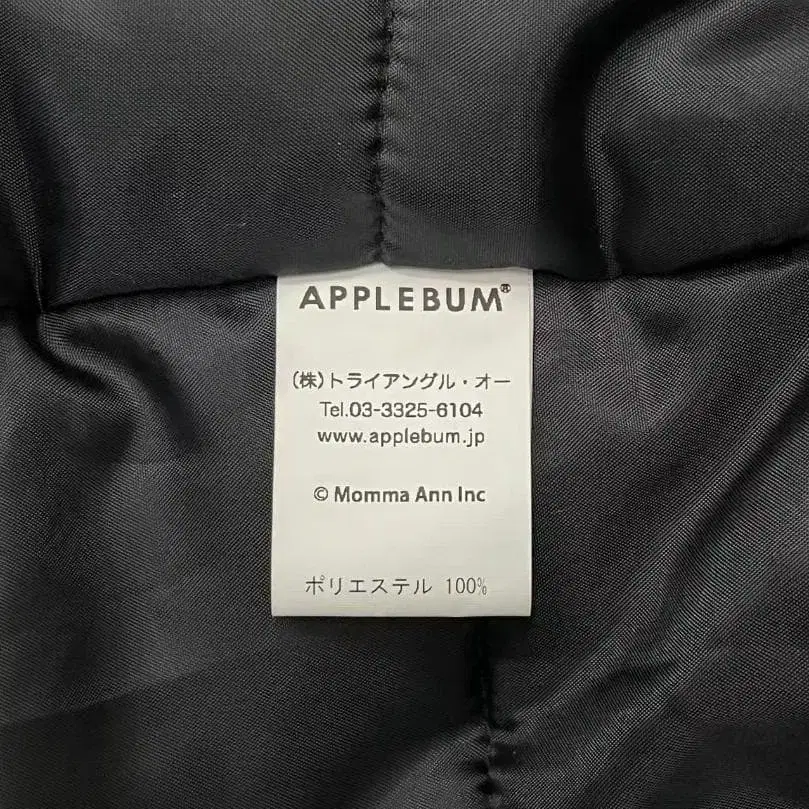 APPLEBUM®
(株)トライアングル・オー
Tel.03-3325-6104
www.applebum.jp
© Momma Ann Inc
ポリエステル 100%